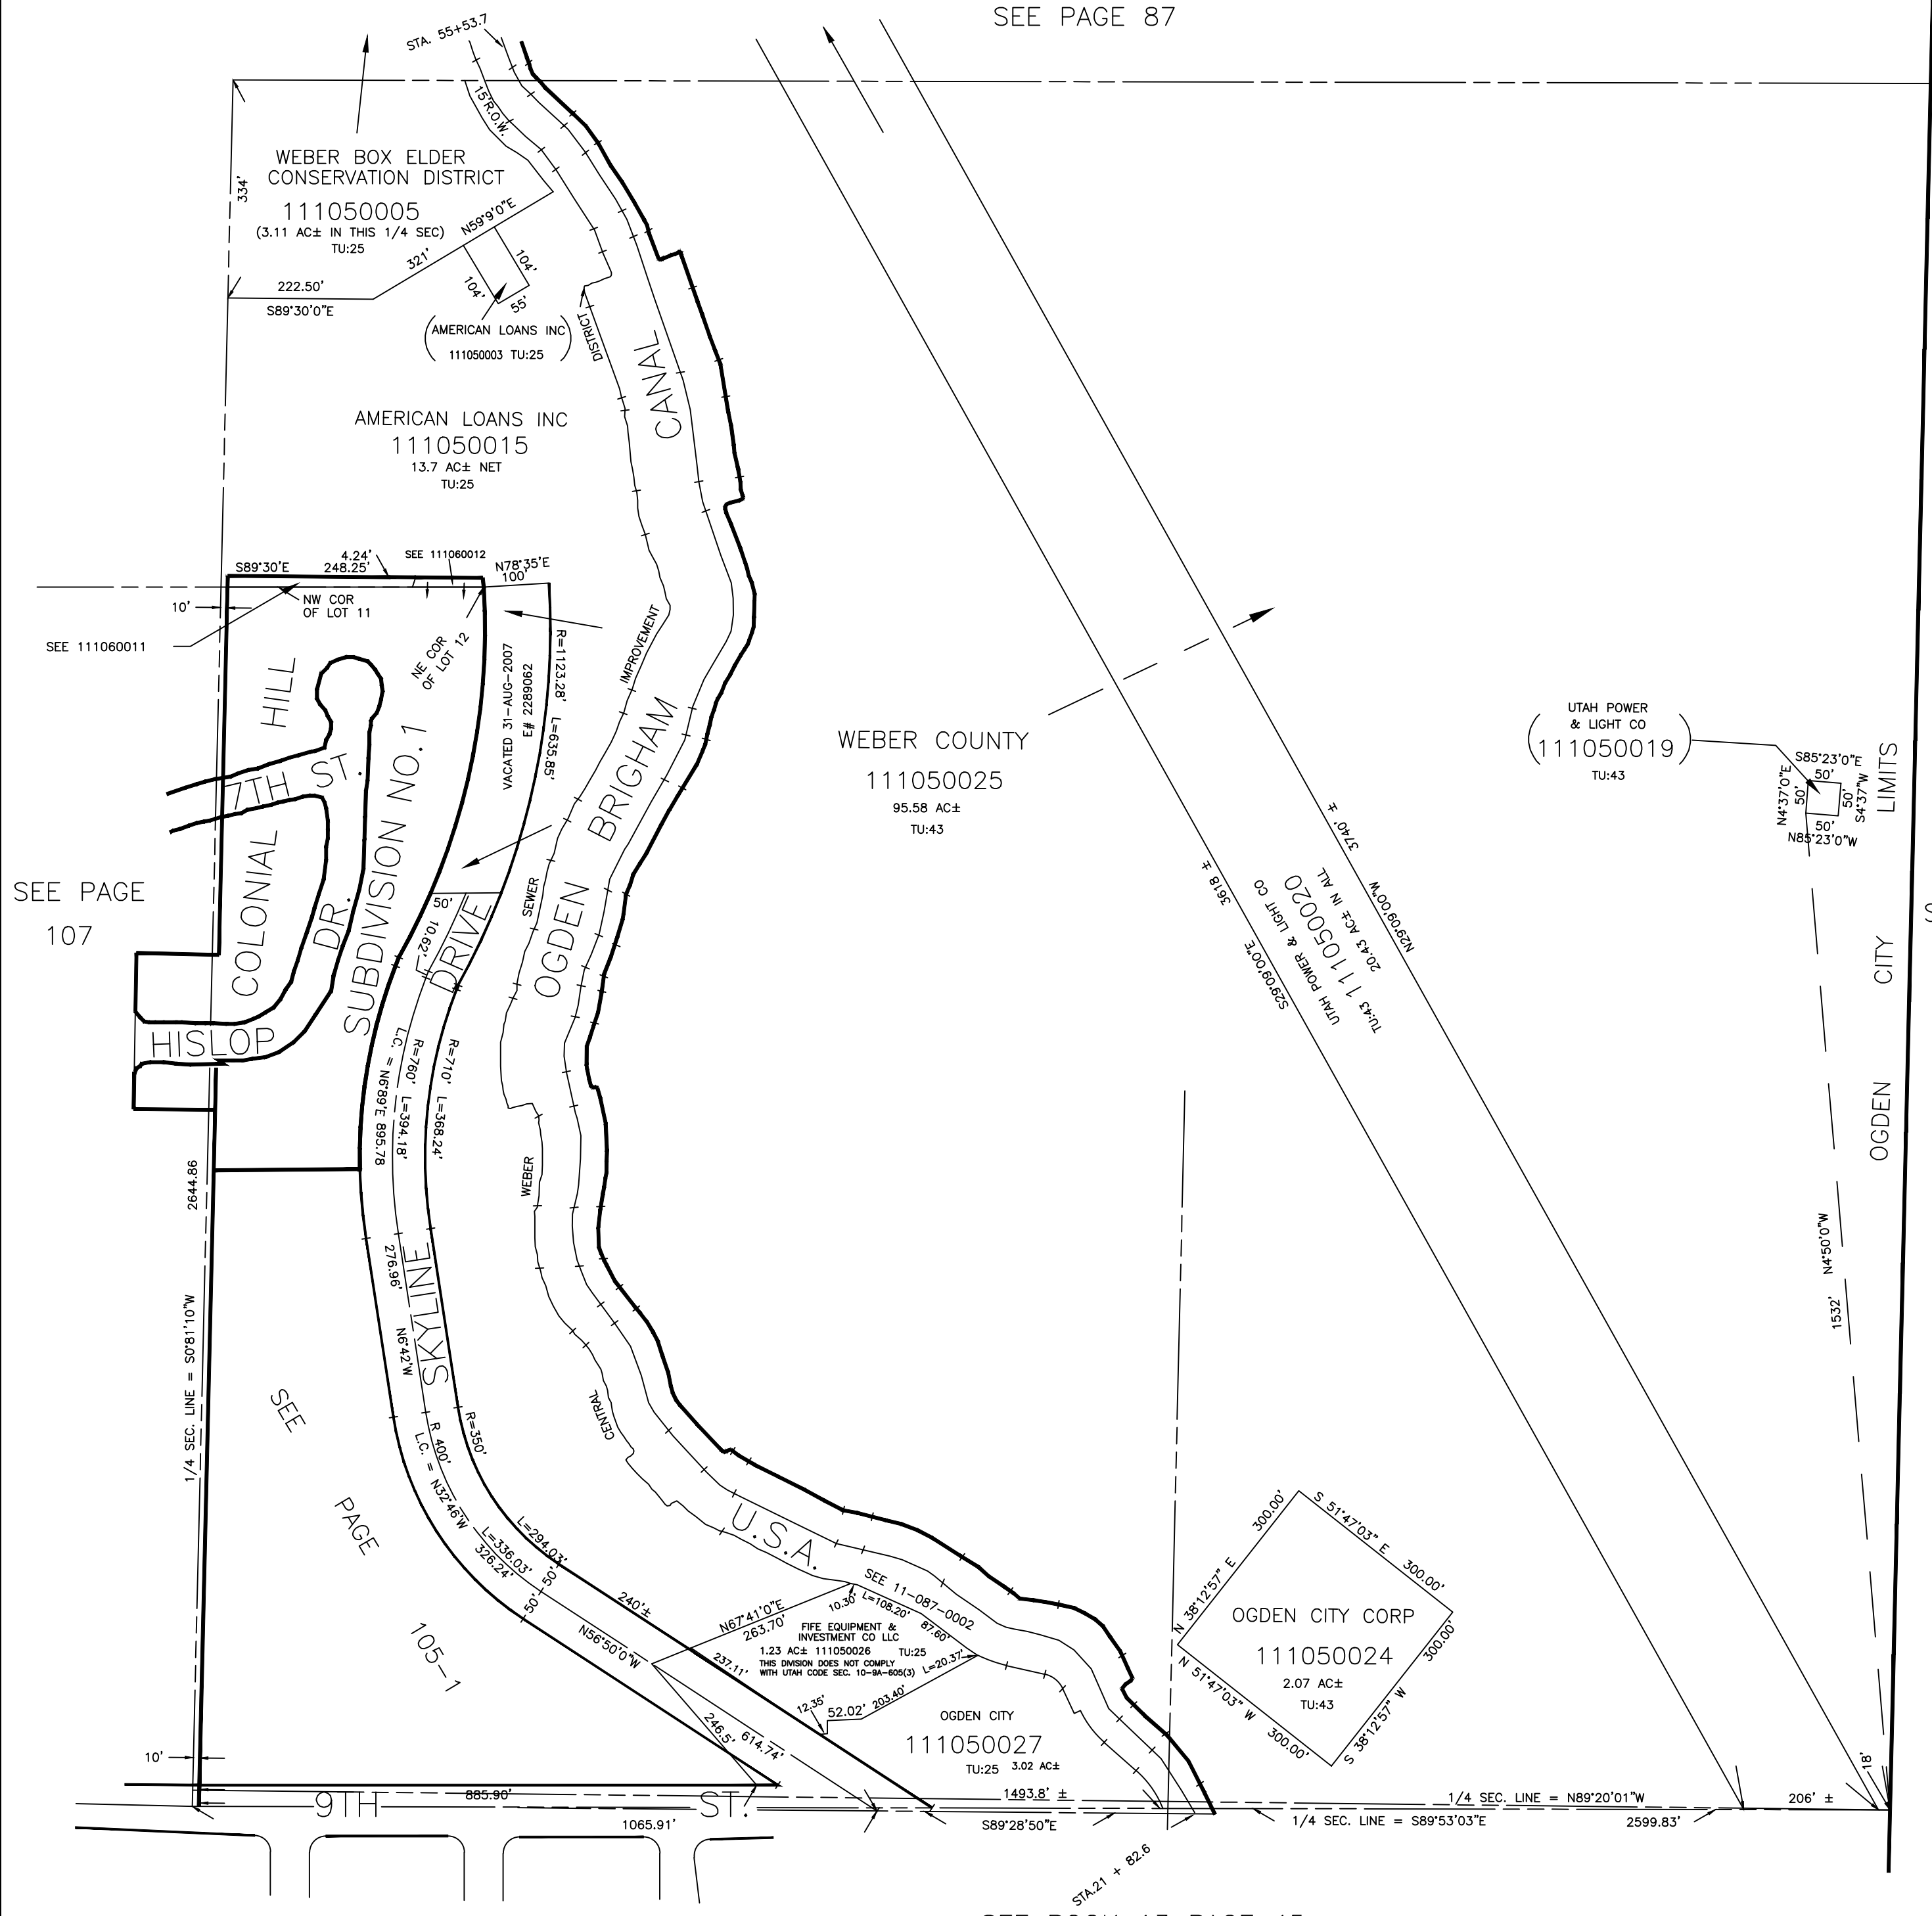 SEE PAGE 87
STA. 55+53.7
15'R.O.W.
WEBER BOX ELDER
CONSERVATION DISTRICT
111050005
(3.11 AC± IN THIS 1/4 SEC)
TU:25
334'
N59°9'0"E
321'
222.50'
S89°30'0"E
104'
104'
55'
(AMERICAN LOANS INC)
111050003 TU:25
DISTRICT
CANAL
AMERICAN LOANS INC
111050015
13.7 AC± NET
TU:25
4.24'
SEE 111060012
S89°30'E
248.25'
N78°35'E
100'
10'
NW COR
OF LOT 11
SEE 111060011
NE COR
OF LOT 12
VACATED 31-AUG-2007
E# 2289062
R=1123.28' L=635.85'
IMPROVEMENT
HILL
7TH ST.
COLONIAL
DR.
SUBDIVISION NO.1
HISLOP
SEE PAGE
107
SEWER
OGDEN BRIGHAM
50'
10.62'
DRIVE
WEBER COUNTY
111050025
95.58 AC±
TU:43
UTAH POWER
& LIGHT CO
111050019
TU:43
S85°23'0"E
50'
N4°37'0"E
50'
50'
S4°37'W
50'
N85°23'0"W
OGDEN CITY LIMITS
3740' ±
3618 ±
N29°09'00"W
S29°09'00"E
UTAH POWER & LIGHT CO
TU:43 111050020
20.43 AC± IN ALL
L.C. = N6°89'E 895.78
R=760' L=394.18'
R=710' L=368.24'
WEBER
2644.86
1/4 SEC. LINE = S0°81'10"W
276.96'
N6°42'W
SKYLINE
N4°50'0"W
1532'
SEE
PAGE
105-1
CENTRAL
R 400'
L.C. = N32°46'W
R=350'
L=336.03'
326.24'
L=294.03'
50'
50'
240'±
U.S.A.
SEE 11-087-0002
N67°41'0"E
263.70'
10.30'
L=108.20'
87.60'
FIFE EQUIPMENT &
INVESTMENT CO LLC
1.23 AC± 111050026 TU:25
THIS DIVISION DOES NOT COMPLY
WITH UTAH CODE SEC. 10-9A-605(3)
L=20.37'
N56°50'0"W
237.11'
12.35'
52.02'
203.40'
246.5'
614.74'
OGDEN CITY
111050027
TU:25 3.02 AC±
300.00'
S 51°47'03" E
300.00'
N 38°12'57" E
OGDEN CITY CORP
111050024
2.07 AC±
TU:43
300.00'
N 51°47'03" W
300.00'
S 38°12'57" W
10'
885.90'
9TH ST.
1065.91'
1493.8' ±
S89°28'50"E
1/4 SEC. LINE = N89°20'01"W
206' ±
18'
1/4 SEC. LINE = S89°53'03"E
2599.83'
STA.21 + 82.6